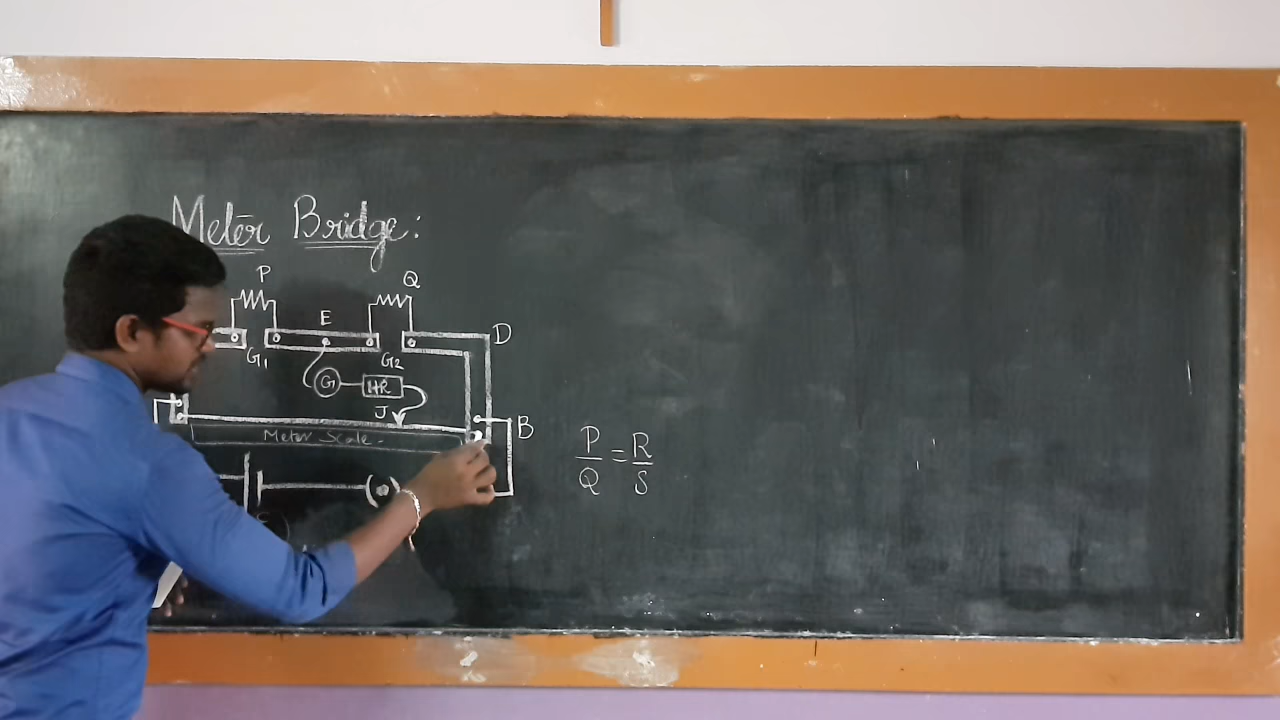 Meter Bridge:
P Q
E D
G1 G2
G HR
J
B
Meter Scale
P/Q = R/S